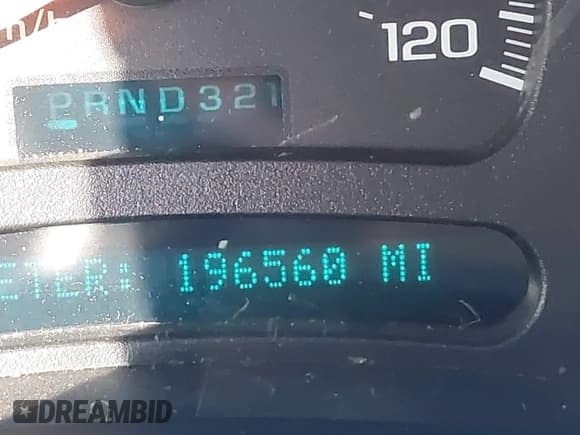 120
PRND321
ETER: 196560 MI
DREAMBID